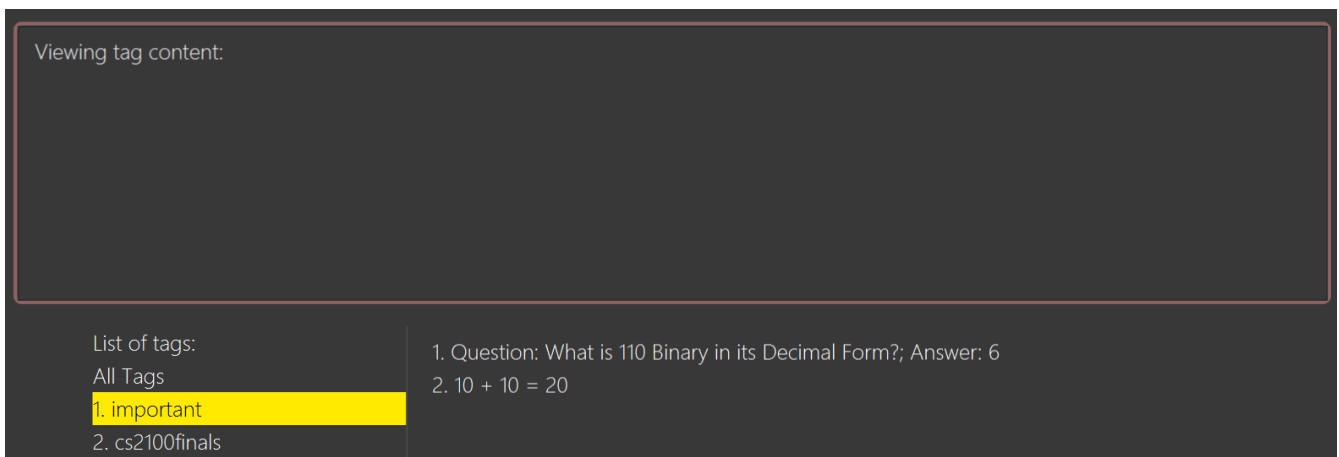 Viewing tag content:
List of tags:
All Tags
1. important
2. cs2100finals
1. Question: What is 110 Binary in its Decimal Form?; Answer: 6
2. 10 + 10 = 20